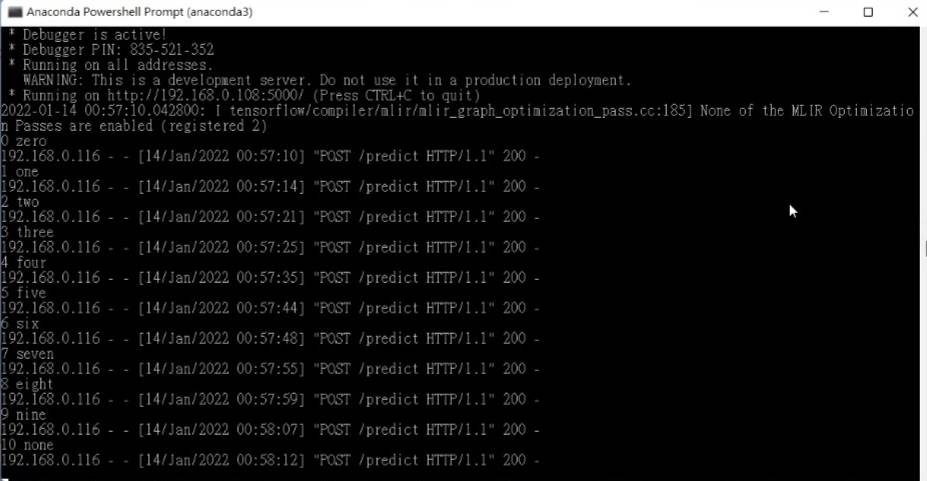 Anaconda Powershell Prompt (anaconda3)
* Debugger is active!
* Debugger PIN: 835-521-352
* Running on all addresses.
WARNING: This is a development server. Do not use it in a production deployment.
* Running on http://192.168.0.108:5000/ (Press CTRL+C to quit)
2022-01-14 00:57:10.042800: I tensorflow/compiler/mlir/mlir_graph_optimization_pass.cc:185] None of the MLIR Optimizatio
n Passes are enabled (registered 2)
0 zero
192.168.0.116 - - [14/Jan/2022 00:57:10] "POST /predict HTTP/1.1" 200 -
1 one
192.168.0.116 - - [14/Jan/2022 00:57:14] "POST /predict HTTP/1.1" 200 -
2 two
192.168.0.116 - - [14/Jan/2022 00:57:21] "POST /predict HTTP/1.1" 200 -
3 three
192.168.0.116 - - [14/Jan/2022 00:57:25] "POST /predict HTTP/1.1" 200 -
4 four
192.168.0.116 - - [14/Jan/2022 00:57:35] "POST /predict HTTP/1.1" 200 -
5 five
192.168.0.116 - - [14/Jan/2022 00:57:44] "POST /predict HTTP/1.1" 200 -
6 six
192.168.0.116 - - [14/Jan/2022 00:57:48] "POST /predict HTTP/1.1" 200 -
7 seven
192.168.0.116 - - [14/Jan/2022 00:57:55] "POST /predict HTTP/1.1" 200 -
8 eight
192.168.0.116 - - [14/Jan/2022 00:57:59] "POST /predict HTTP/1.1" 200 -
9 nine
192.168.0.116 - - [14/Jan/2022 00:58:07] "POST /predict HTTP/1.1" 200 -
10 none
192.168.0.116 - - [14/Jan/2022 00:58:12] "POST /predict HTTP/1.1" 200 -